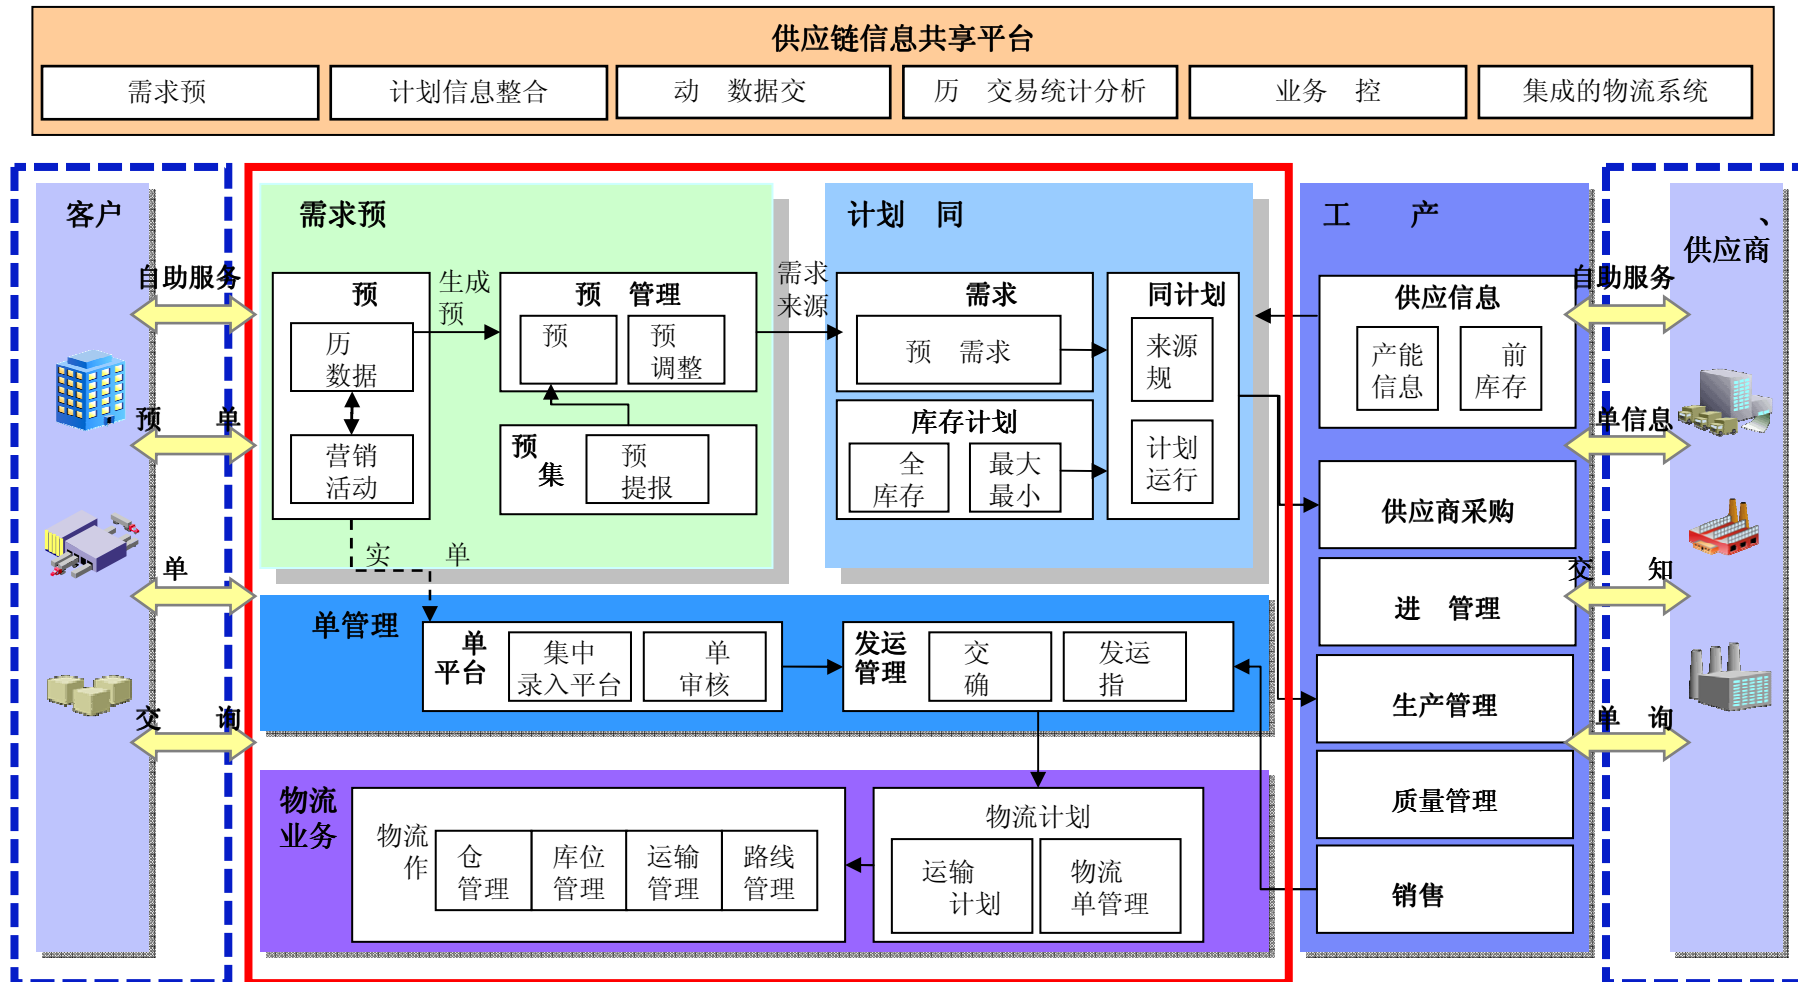 供应链信息共享平台
需求预
计划信息整合
动 数据交
历 交易统计分析
业务 控
集成的物流系统
客户
自助服务
预 单
单
交 询
需求预
预
历
数据
营销
活动
生成
预
预 管理
预
预
调整
预
集
预
提报
实 单
需求
来源
计划 同
需求
预 需求
库存计划
全
库存
最大
最小
同计划
来源
规
计划
运行
单管理
单
平台
集中
录入平台
单
审核
发运
管理
交
确
发运
指
物流
业务
物流
作
仓
管理
库位
管理
运输
管理
路线
管理
物流计划
运输
计划
物流
单管理
工 产
供应信息
产能
信息
前
库存
供应商采购
进 管理
生产管理
质量管理
销售
、
供应商
自助服务
单信息
交 知
单 询